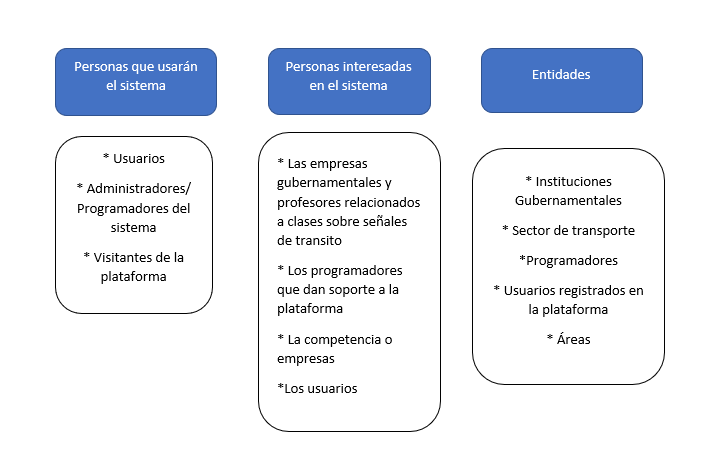 Personas que usarán
el sistema
* Usuarios
* Administradores/
Programadores del
sistema
* Visitantes de la
plataforma
Personas interesadas
en el sistema
* Las empresas
gubernamentales y
profesores relacionados
a clases sobre señales
de transito
* Los programadores
que dan soporte a la
plataforma
* La competencia o
empresas
*Los usuarios
Entidades
* Instituciones
Gubernamentales
* Sector de transporte
*Programadores
* Usuarios registrados en
la plataforma
* Áreas